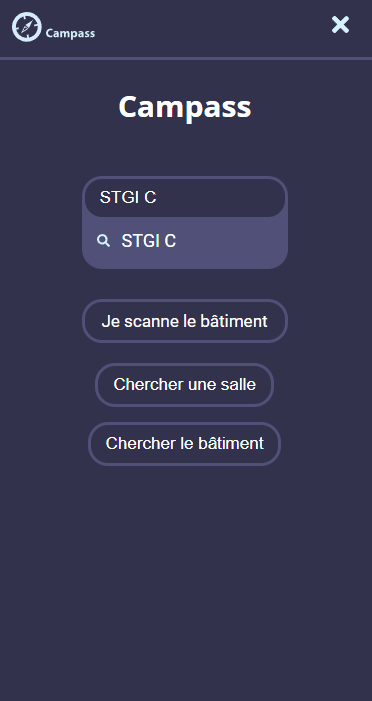 Campass
Campass
STGI C
STGI C
Je scanne le bâtiment
Chercher une salle
Chercher le bâtiment